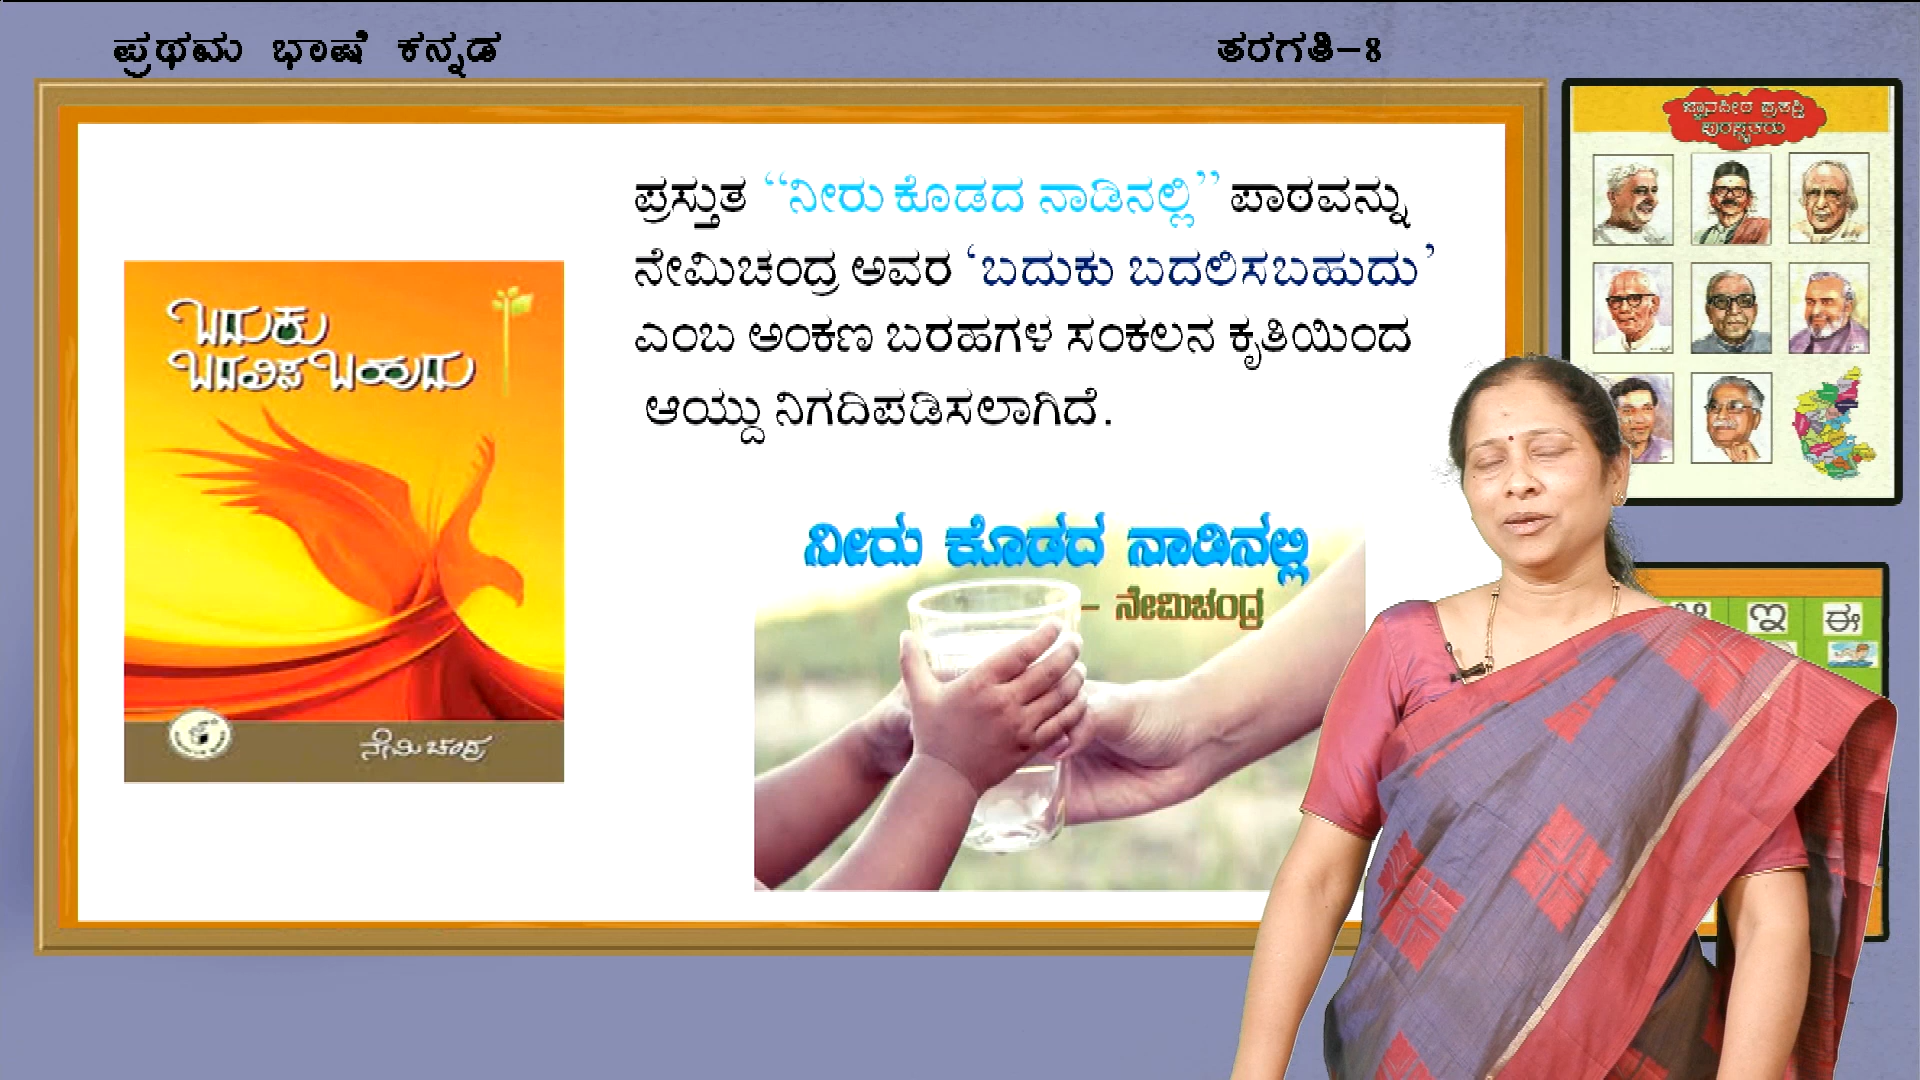 ಪ್ರಥಮ ಭಾಷೆ ಕನ್ನಡ
ತರಗತಿ-8
ಜ್ಞಾನಪೀಠ ಪ್ರಶಸ್ತಿ
ಪುರಸ್ಕೃತರು
ಪ್ರಸ್ತುತ “ನೀರು ಕೊಡದ ನಾಡಿನಲ್ಲಿ” ಪಾಠವನ್ನು
ನೇಮಿಚಂದ್ರ ಅವರ ‘ಬದುಕು ಬದಲಿಸಬಹುದು’
ಎಂಬ ಅಂಕಣ ಬರಹಗಳ ಸಂಕಲನ ಕೃತಿಯಿಂದ
ಆಯ್ದು ನಿಗದಿಪಡಿಸಲಾಗಿದೆ.
ಬದುಕು
ಬದಲಿಸಬಹುದು
ನೇಮಿಚಂದ್ರ
ನೀರು ಕೊಡದ ನಾಡಿನಲ್ಲಿ
- ನೇಮಿಚಂದ್ರ
ಇ ಈ